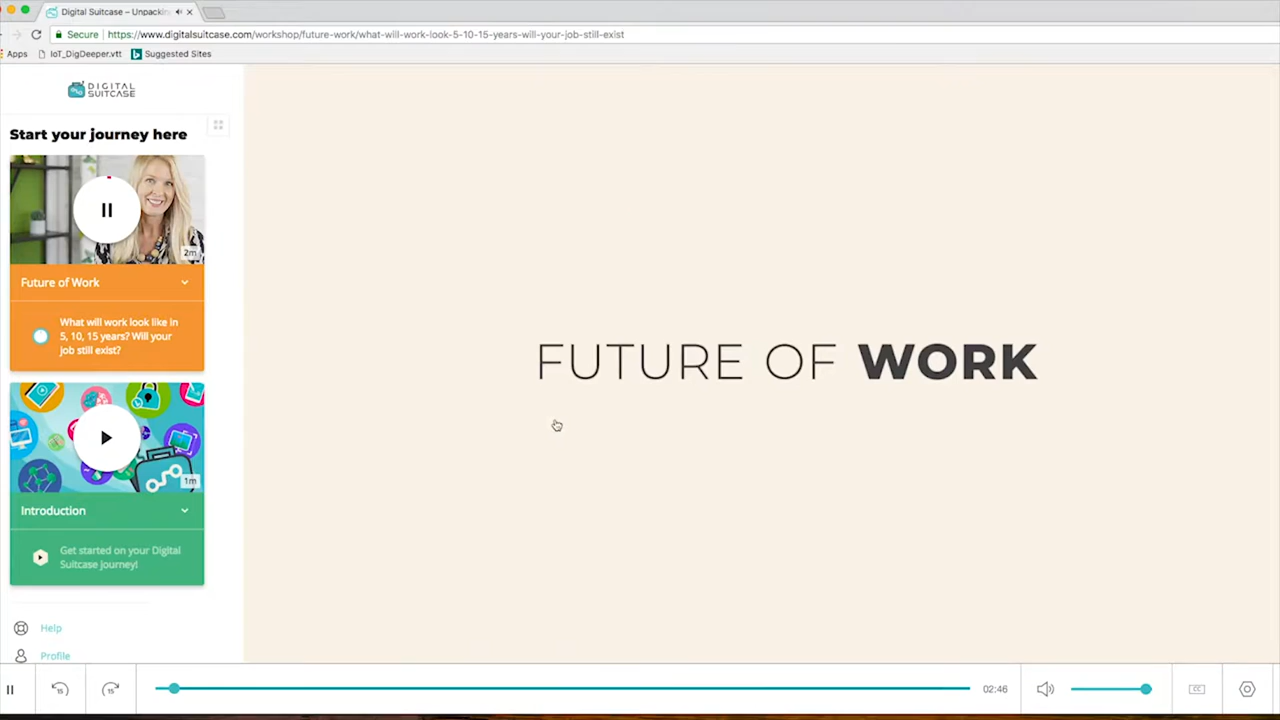 Digital Suitcase – Unpackin
Secure
https://www.digitalsuitcase.com/workshop/future-work/what-will-work-look-5-10-15-years-will-your-job-still-exist
Apps
IoT_DigDeeper.vtt
Suggested Sites
DIGITAL
SUITCASE
Start your journey here
2m
Future of Work
What will work look like in
5, 10, 15 years? Will your
job still exist?
1m
Introduction
Get started on your Digital
Suitcase journey!
Help
Profile
FUTURE OF WORK
15
15
02:46
CC